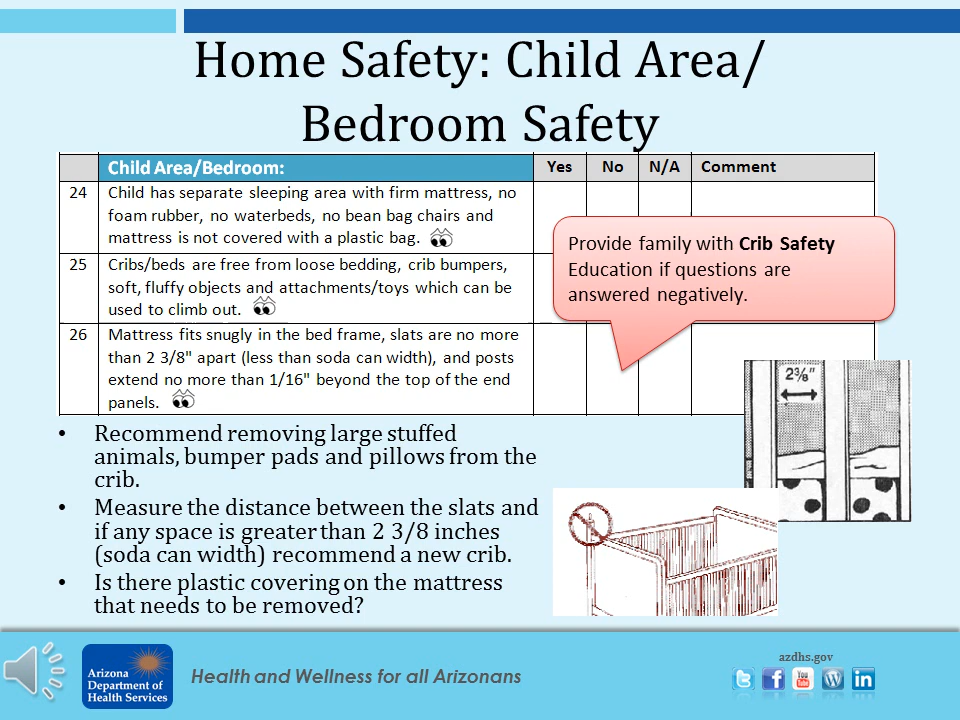 Home Safety: Child Area/
Bedroom Safety
Child Area/Bedroom: Yes No N/A Comment
24 Child has separate sleeping area with firm mattress, no
foam rubber, no waterbeds, no bean bag chairs and
mattress is not covered with a plastic bag.
25 Cribs/beds are free from loose bedding, crib bumpers,
soft, fluffy objects and attachments/toys which can be
used to climb out.
26 Mattress fits snugly in the bed frame, slats are no more
than 2 3/8" apart (less than soda can width), and posts
extend no more than 1/16" beyond the top of the end
panels.
Provide family with Crib Safety
Education if questions are
answered negatively.
2⅜"
• Recommend removing large stuffed
animals, bumper pads and pillows from the
crib.
• Measure the distance between the slats and
if any space is greater than 2 3/8 inches
(soda can width) recommend a new crib.
• Is there plastic covering on the mattress
that needs to be removed?
Arizona
Department of
Health Services
Health and Wellness for all Arizonans
azdhs.gov
t f You Tube W in